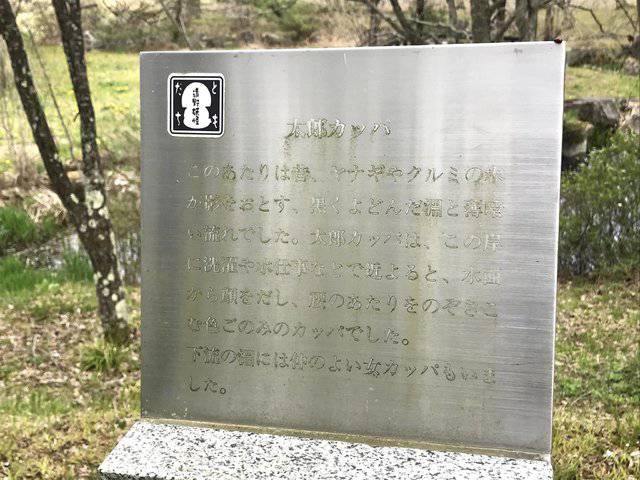 とも
遠野物怪
たち
太郎カッパ
このあたりは昔、ヤナギやクルミの木
が影をおとす、黒くよどんだ淵と薄暗
い流れでした。太郎カッパは、この岸
に洗濯や水仕事などで近よると、水面
から顔をだし、腰のあたりをのぞきこ
む色ごのみのカッパでした。
下流の淵には仲のよい女カッパもいま
した。